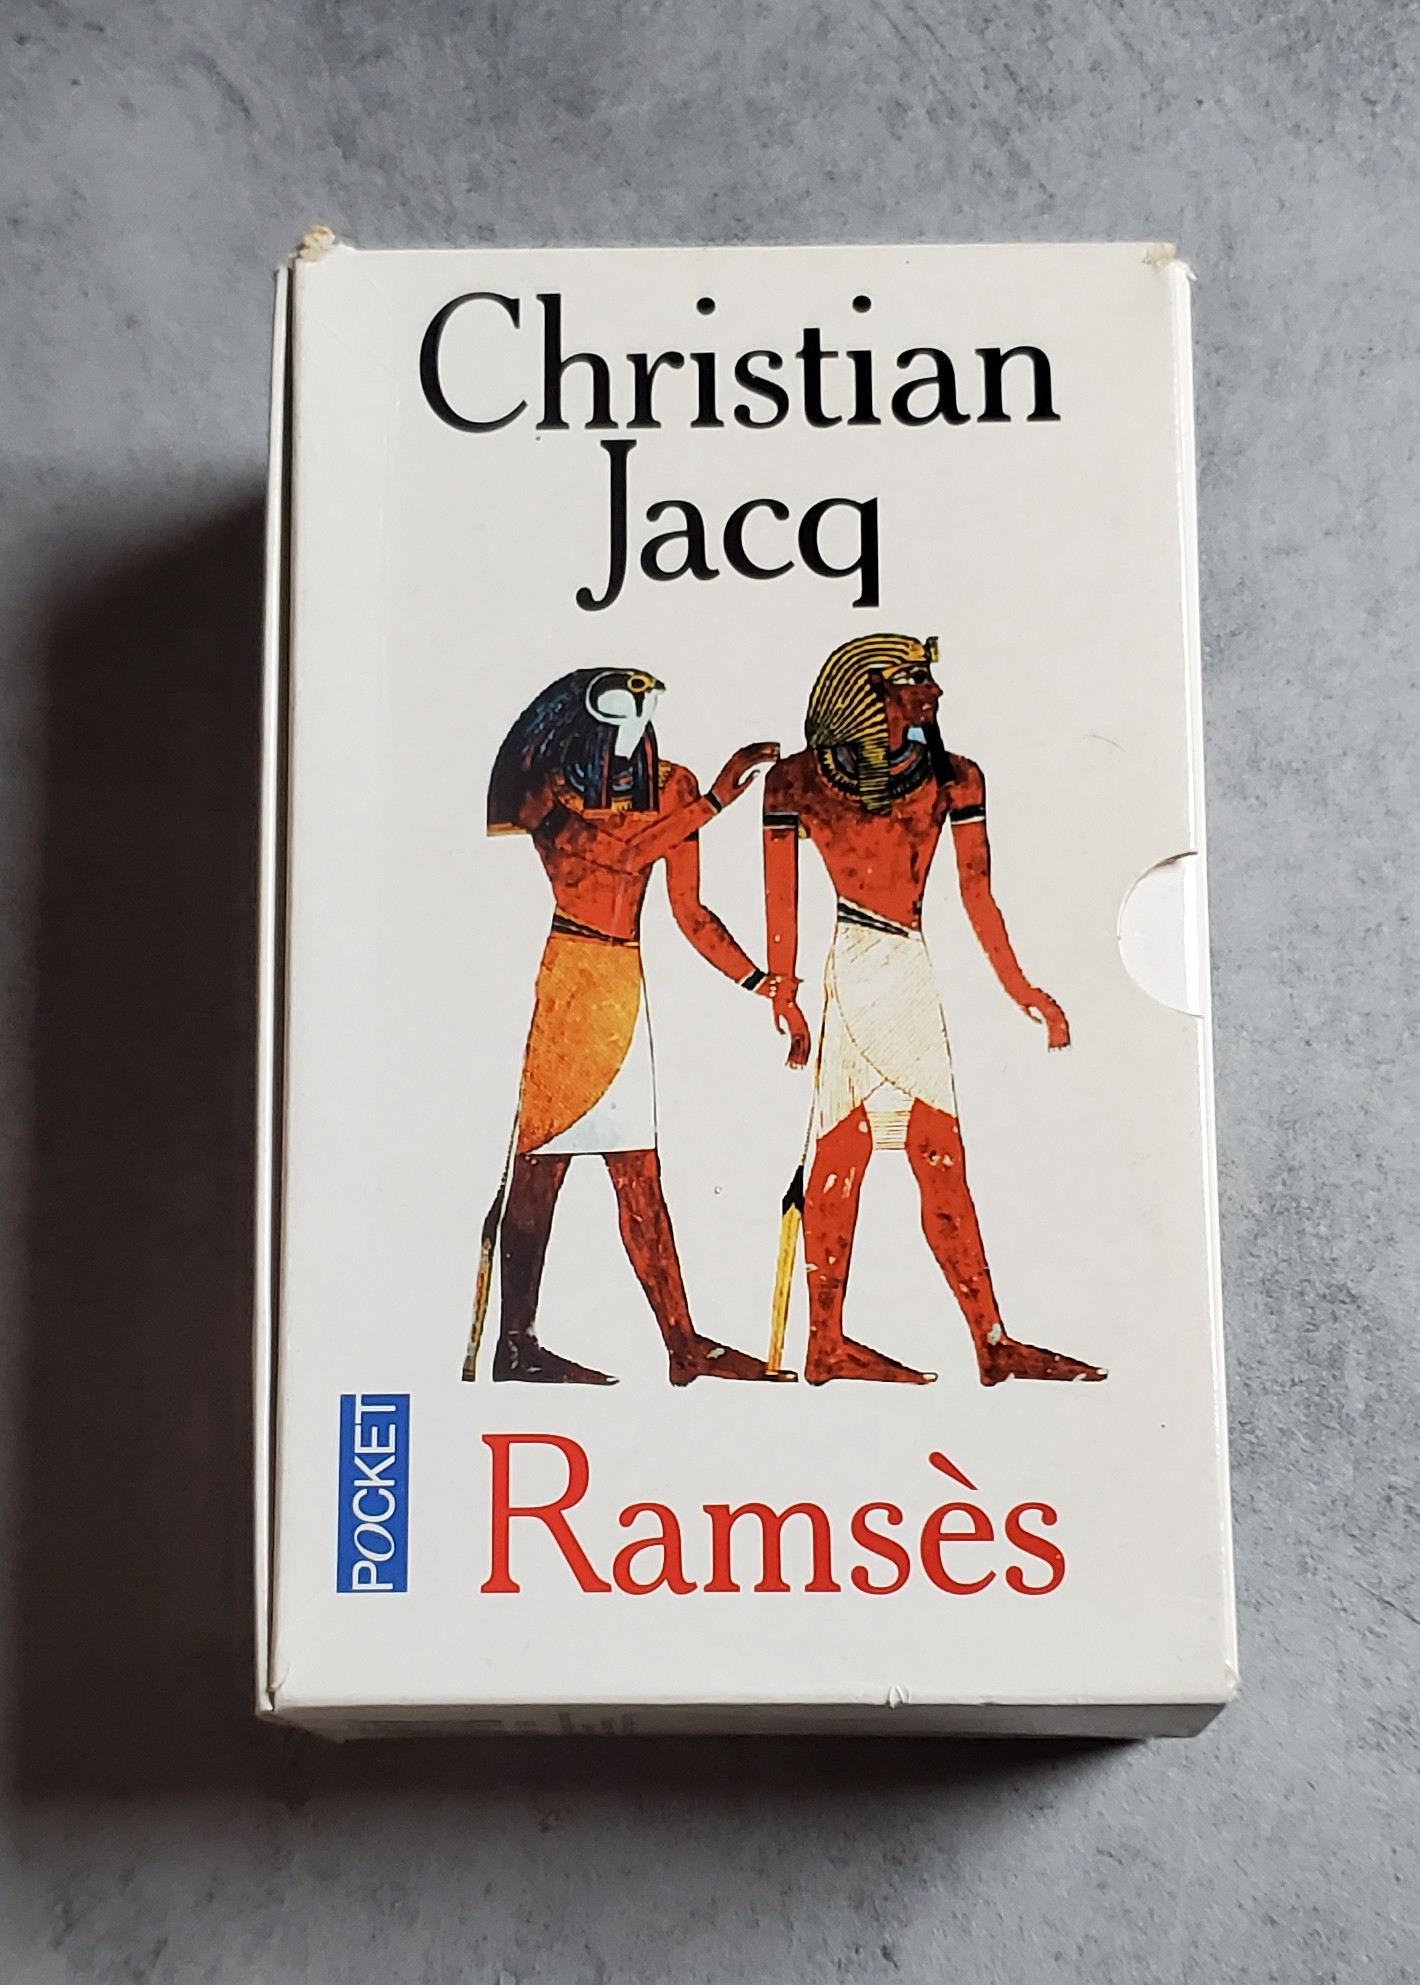 Christian
Jacq
POCKET
Ramsès